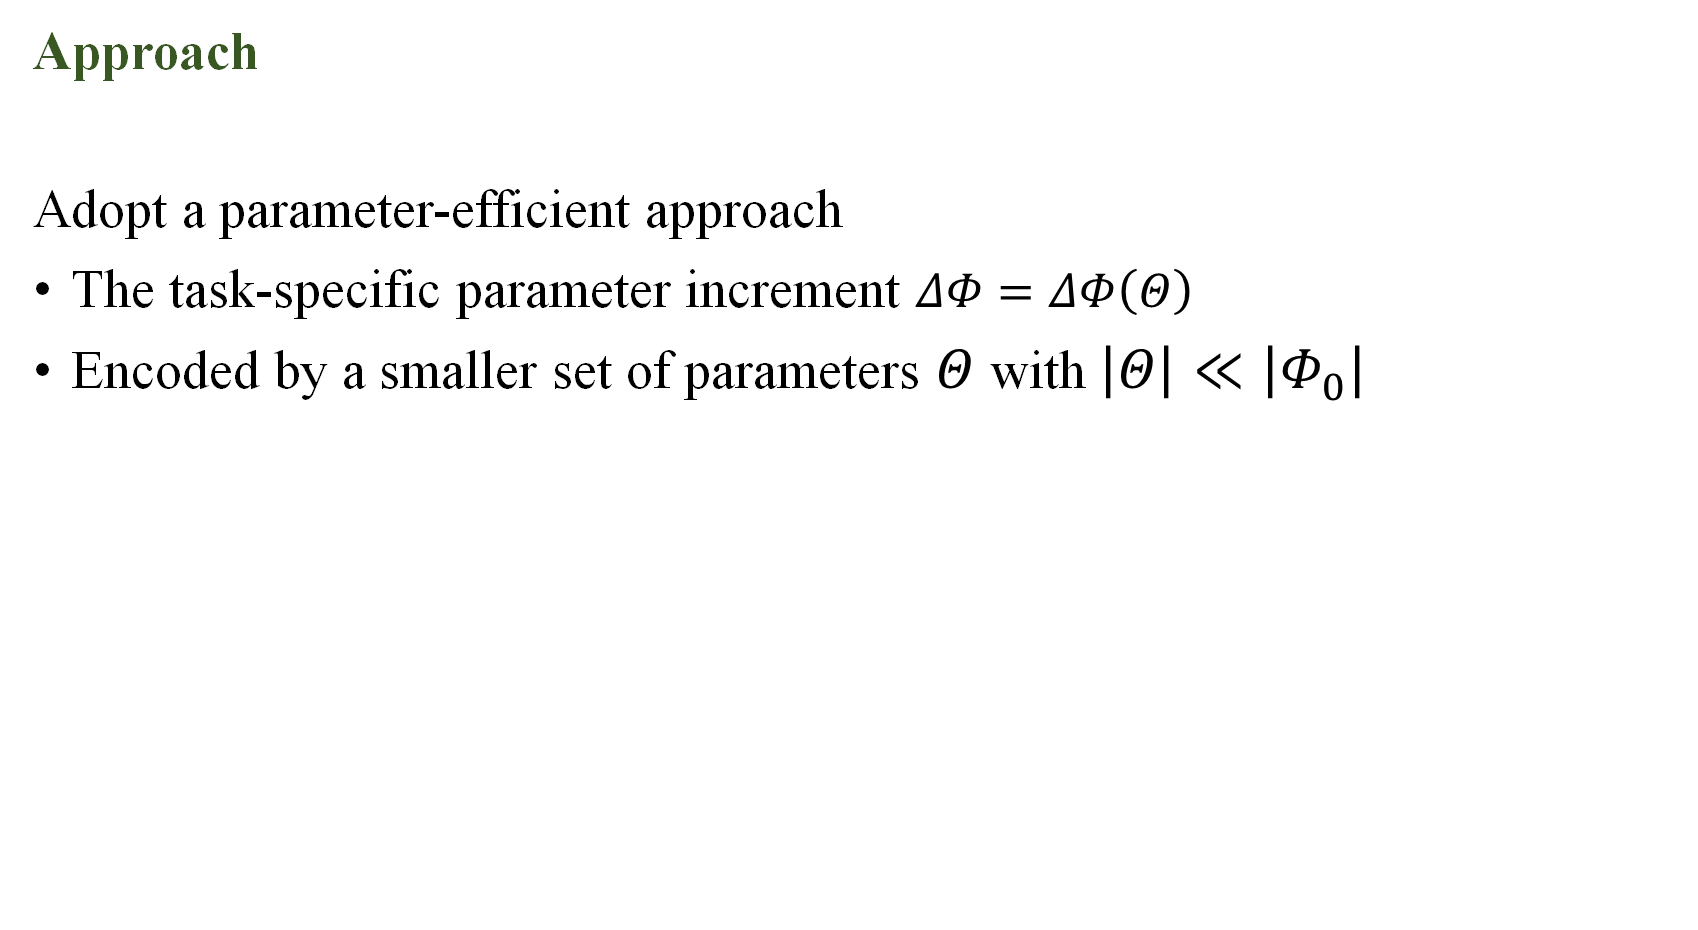 Approach
Adopt a parameter-efficient approach
• The task-specific parameter increment ΔΦ = ΔΦ(Θ)
• Encoded by a smaller set of parameters Θ with |Θ| ≪ |Φ₀|